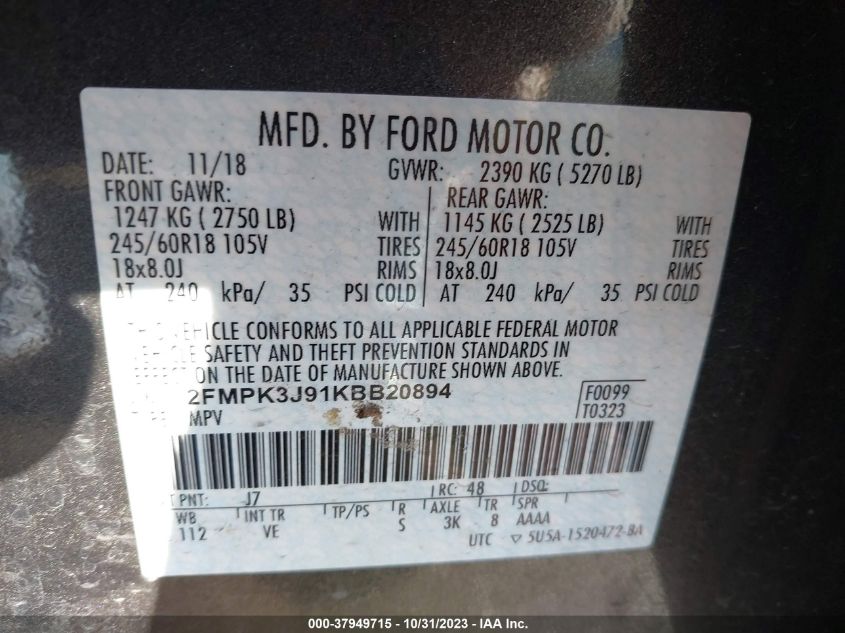 MFD. BY FORD MOTOR CO.
DATE: 11/18 GVWR: 2390 KG ( 5270 LB)
FRONT GAWR: REAR GAWR:
1247 KG ( 2750 LB) WITH 1145 KG ( 2525 LB) WITH
245/60R18 105V TIRES 245/60R18 105V TIRES
18x8.0J RIMS 18x8.0J RIMS
AT 240 kPa/ 35 PSI COLD AT 240 kPa/ 35 PSI COLD
VEHICLE CONFORMS TO ALL APPLICABLE FEDERAL MOTOR
VEHICLE SAFETY AND THEFT PREVENTION STANDARDS IN
EFFECT ON THE DATE OF MANUFACTURE SHOWN ABOVE.
2FMPK3J91KBB20894 F0099
MPV T0323
PNT: J7 RC: 48 DSO:
WB INT TR TP/PS R AXLE TR SPR
112 VE S 3K 8 AAAA
UTC ▽ 5U5A-1520472-BA
000-37949715 - 10/31/2023 - IAA Inc.